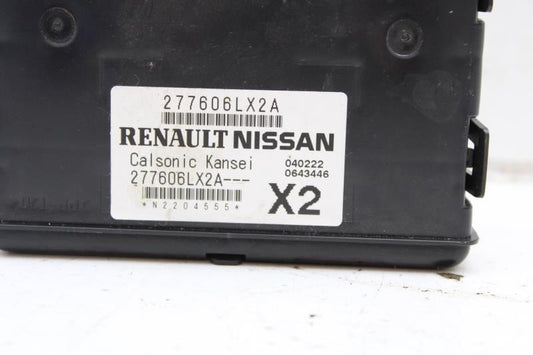 277606LX2A
RENAULT NISSAN
Calsonic Kansei 040222
277606LX2A--- 0643446
*N2204555* X2